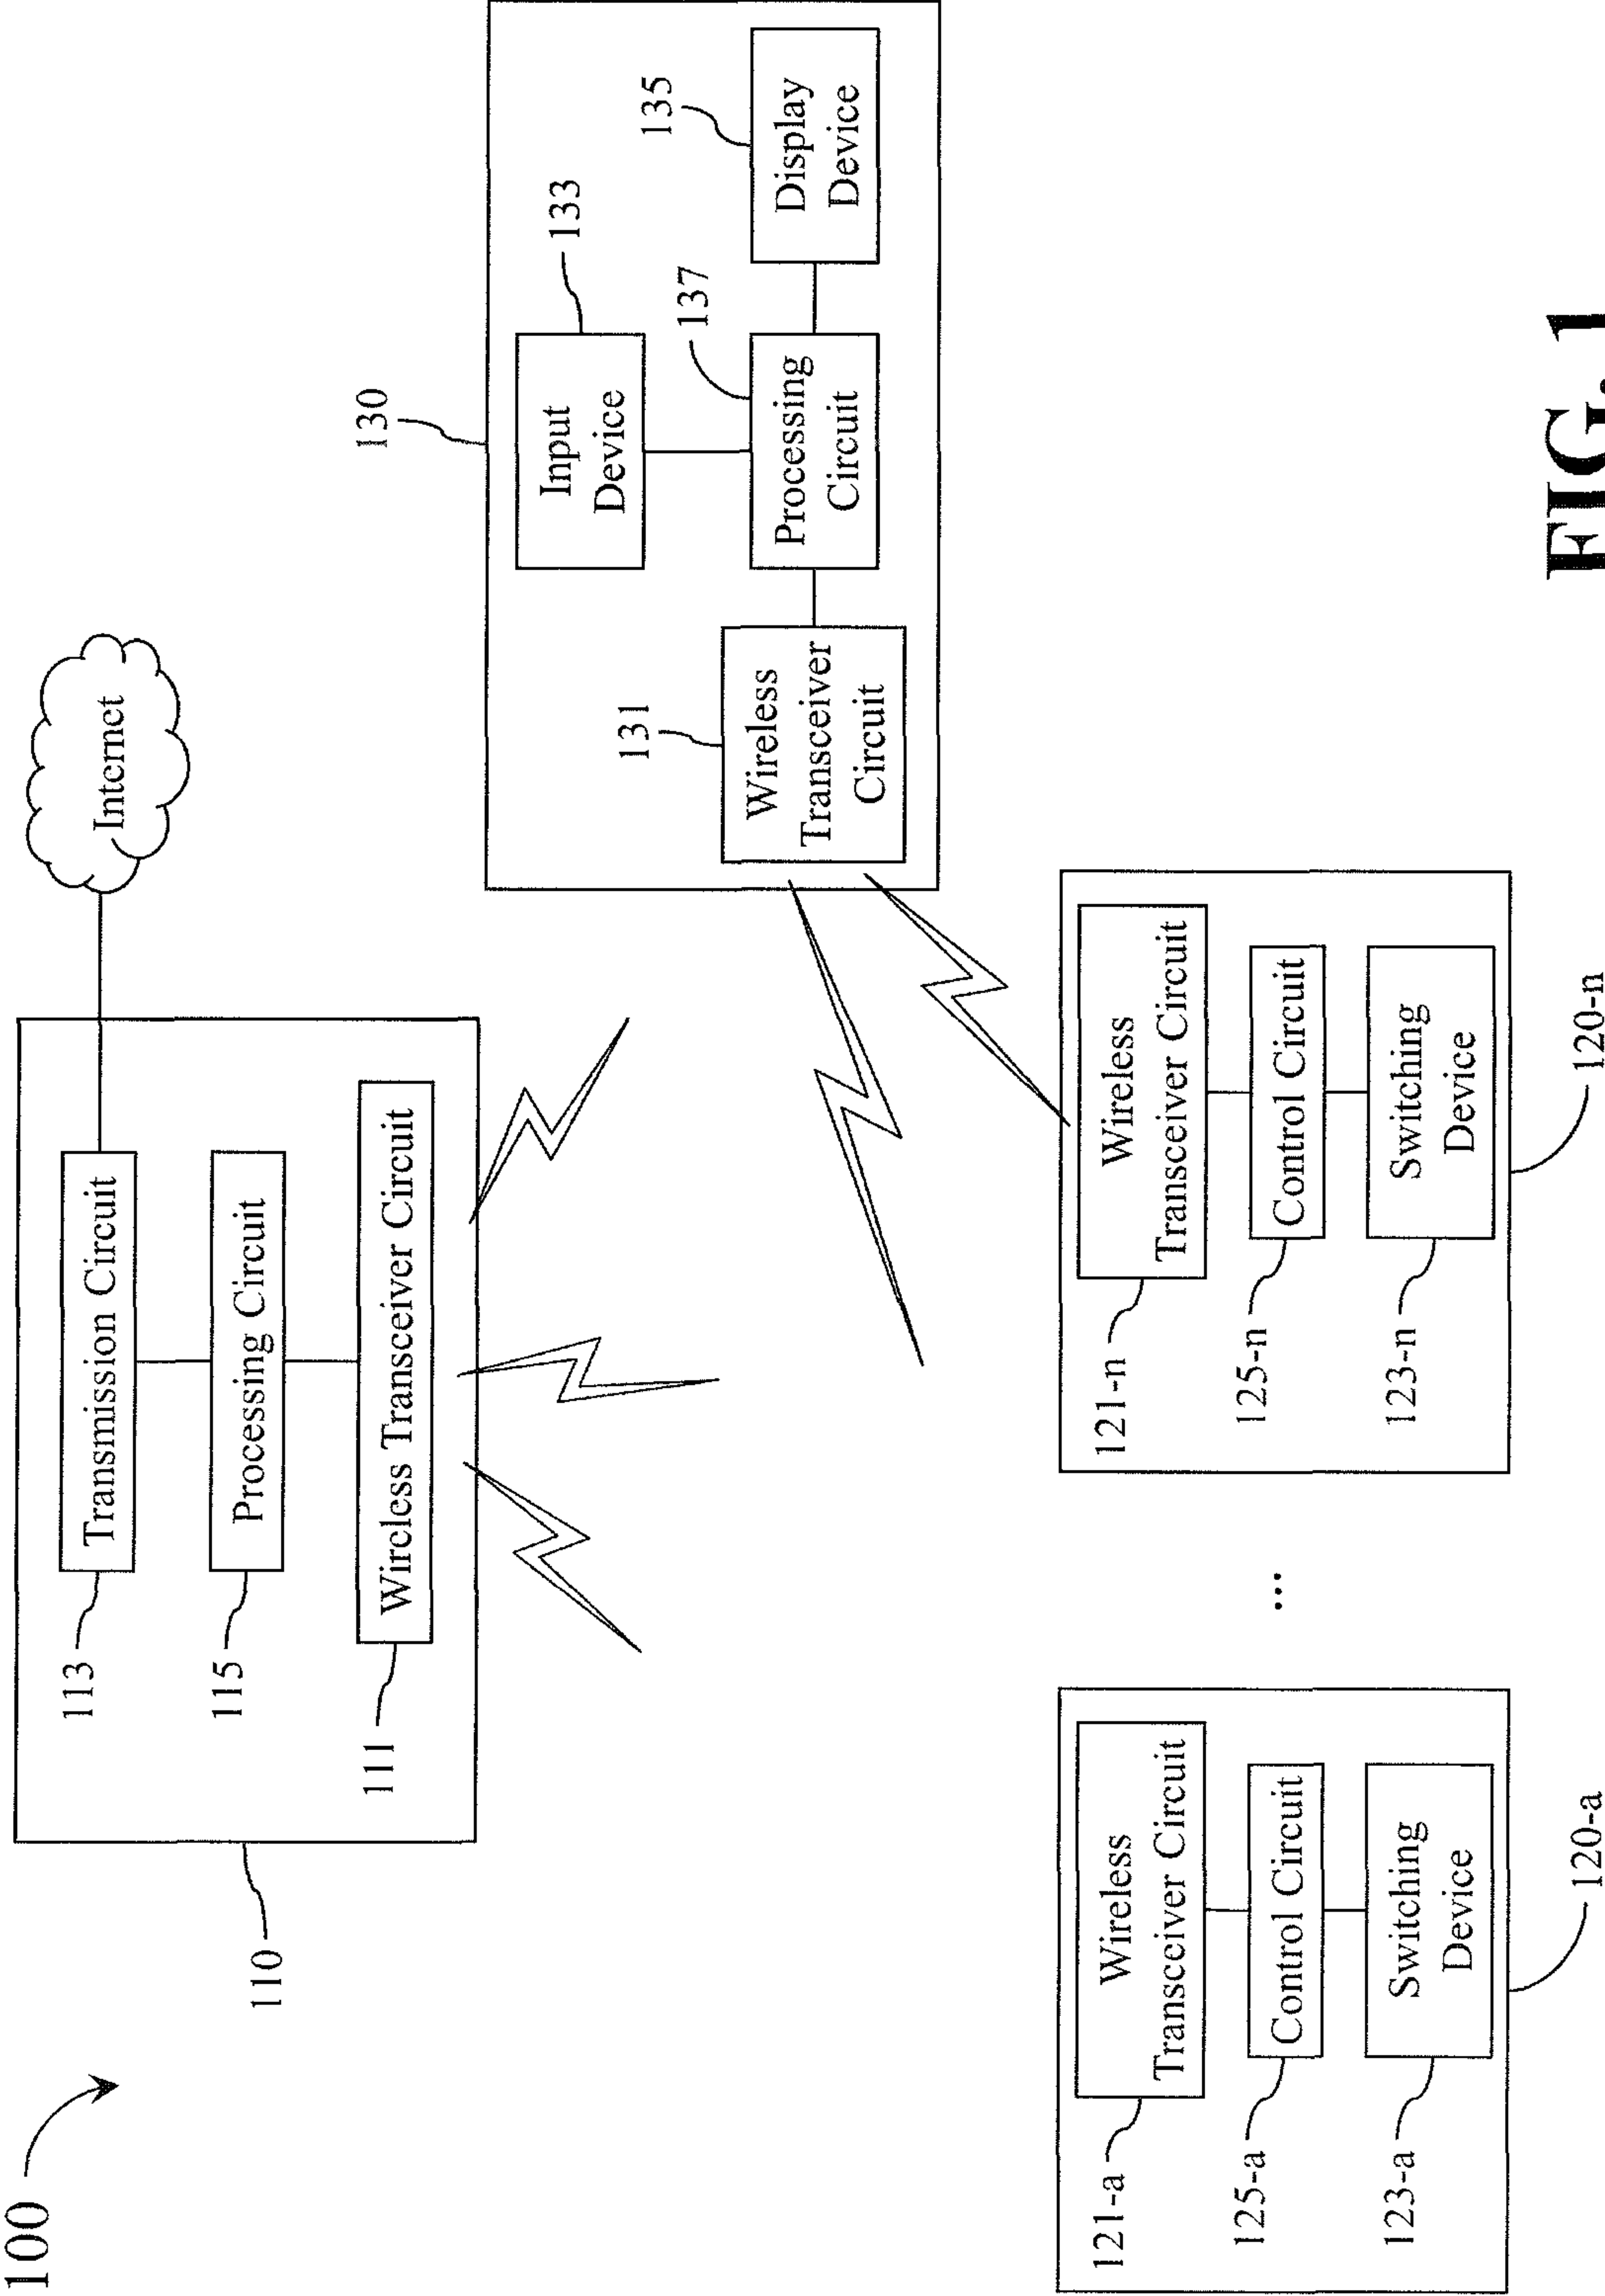 100
110
113
Transmission Circuit
115
Processing Circuit
111
Wireless Transceiver Circuit
Internet
130
Input
Device
133
135
Display
Device
137
Processing
Circuit
131
Wireless
Transceiver
Circuit
121-a
Wireless
Transceiver Circuit
125-a
Control Circuit
123-a
Switching
Device
120-a
...
121-n
Wireless
Transceiver Circuit
125-n
Control Circuit
123-n
Switching
Device
120-n
FIG. 1